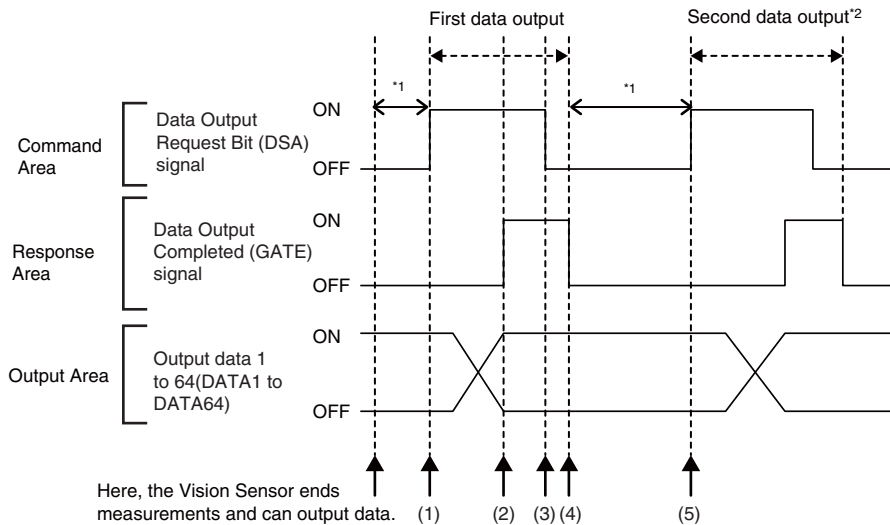 First data output
Second data output*2
*1
*1
Command Area
Data Output
Request Bit (DSA)
signal
ON
OFF
Response Area
Data Output
Completed (GATE)
signal
ON
OFF
Output Area
Output data 1
to 64(DATA1 to
DATA64)
ON
OFF
Here, the Vision Sensor ends
measurements and can output data.
(1)
(2)
(3)
(4)
(5)